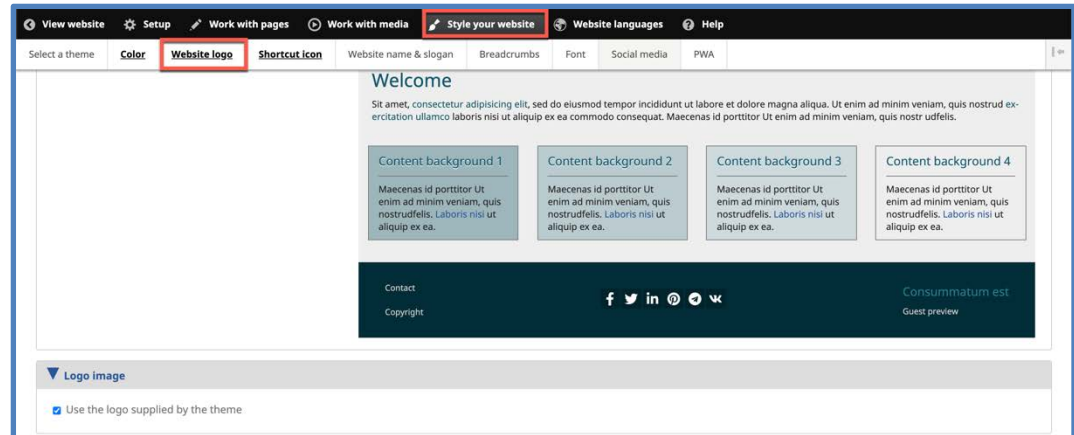 View website Setup Work with pages Work with media Style your website Website languages Help
Select a theme Color Website logo Shortcut icon Website name & slogan Breadcrumbs Font Social media PWA
Welcome
Sit amet, consectetur adipisicing elit, sed do eiusmod tempor incididunt ut labore et dolore magna aliqua. Ut enim ad minim veniam, quis nostrud ex-
ercitation ullamco laboris nisi ut aliquip ex ea commodo consequat. Maecenas id porttitor Ut enim ad minim veniam, quis nostr udfelis.
Content background 1
Maecenas id porttitor Ut
enim ad minim veniam, quis
nostrudfelis. Laboris nisi ut
aliquip ex ea.
Content background 2
Maecenas id porttitor Ut
enim ad minim veniam, quis
nostrudfelis. Laboris nisi ut
aliquip ex ea.
Content background 3
Maecenas id porttitor Ut
enim ad minim veniam, quis
nostrudfelis. Laboris nisi ut
aliquip ex ea.
Content background 4
Maecenas id porttitor Ut
enim ad minim veniam, quis
nostrudfelis. Laboris nisi ut
aliquip ex ea.
Contact
Copyright
Consummatum est
Guest preview
Logo image
Use the logo supplied by the theme